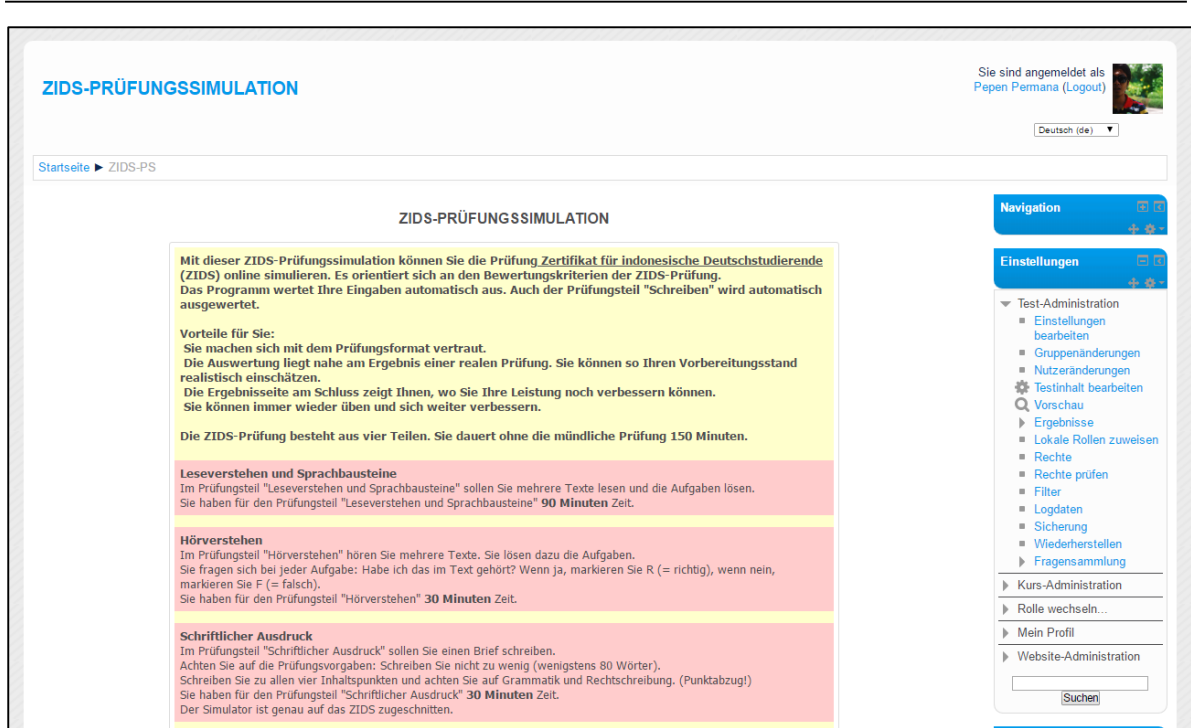 ZIDS-PRÜFUNGSSIMULATION
Sie sind angemeldet als
Pepen Permana (Logout)
Deutsch (de) ▼
Startseite ► ZIDS-PS
ZIDS-PRÜFUNGSSIMULATION
Mit dieser ZIDS-Prüfungssimulation können Sie die Prüfung Zertifikat für indonesische Deutschstudierende
(ZIDS) online simulieren. Es orientiert sich an den Bewertungskriterien der ZIDS-Prüfung.
Das Programm wertet Ihre Eingaben automatisch aus. Auch der Prüfungsteil "Schreiben" wird automatisch
ausgewertet.
Vorteile für Sie:
Sie machen sich mit dem Prüfungsformat vertraut.
Die Auswertung liegt nahe am Ergebnis einer realen Prüfung. Sie können so Ihren Vorbereitungsstand
realistisch einschätzen.
Die Ergebnisseite am Schluss zeigt Ihnen, wo Sie Ihre Leistung noch verbessern können.
Sie können immer wieder üben und sich weiter verbessern.
Die ZIDS-Prüfung besteht aus vier Teilen. Sie dauert ohne die mündliche Prüfung 150 Minuten.
Leseverstehen und Sprachbausteine
Im Prüfungsteil "Leseverstehen und Sprachbausteine" sollen Sie mehrere Texte lesen und die Aufgaben lösen.
Sie haben für den Prüfungsteil "Leseverstehen und Sprachbausteine" 90 Minuten Zeit.
Hörverstehen
Im Prüfungsteil "Hörverstehen" hören Sie mehrere Texte. Sie lösen dazu die Aufgaben.
Sie fragen sich bei jeder Aufgabe: Habe ich das im Text gehört? Wenn ja, markieren Sie R (= richtig), wenn nein,
markieren Sie F (= falsch).
Sie haben für den Prüfungsteil "Hörverstehen" 30 Minuten Zeit.
Schriftlicher Ausdruck
Im Prüfungsteil "Schriftlicher Ausdruck" sollen Sie einen Brief schreiben.
Achten Sie auf die Prüfungsvorgaben: Schreiben Sie nicht zu wenig (wenigstens 80 Wörter).
Schreiben Sie zu allen vier Inhaltspunkten und achten Sie auf Grammatik und Rechtschreibung. (Punktabzug!)
Sie haben für den Prüfungsteil "Schriftlicher Ausdruck" 30 Minuten Zeit.
Der Simulator ist genau auf das ZIDS zugeschnitten.
Navigation
Einstellungen
Test-Administration
Einstellungen
bearbeiten
Gruppenänderungen
Nutzeränderungen
Testinhalt bearbeiten
Vorschau
Ergebnisse
Lokale Rollen zuweisen
Rechte
Rechte prüfen
Filter
Logdaten
Sicherung
Wiederherstellen
Fragensammlung
Kurs-Administration
Rolle wechseln...
Mein Profil
Website-Administration
Suchen